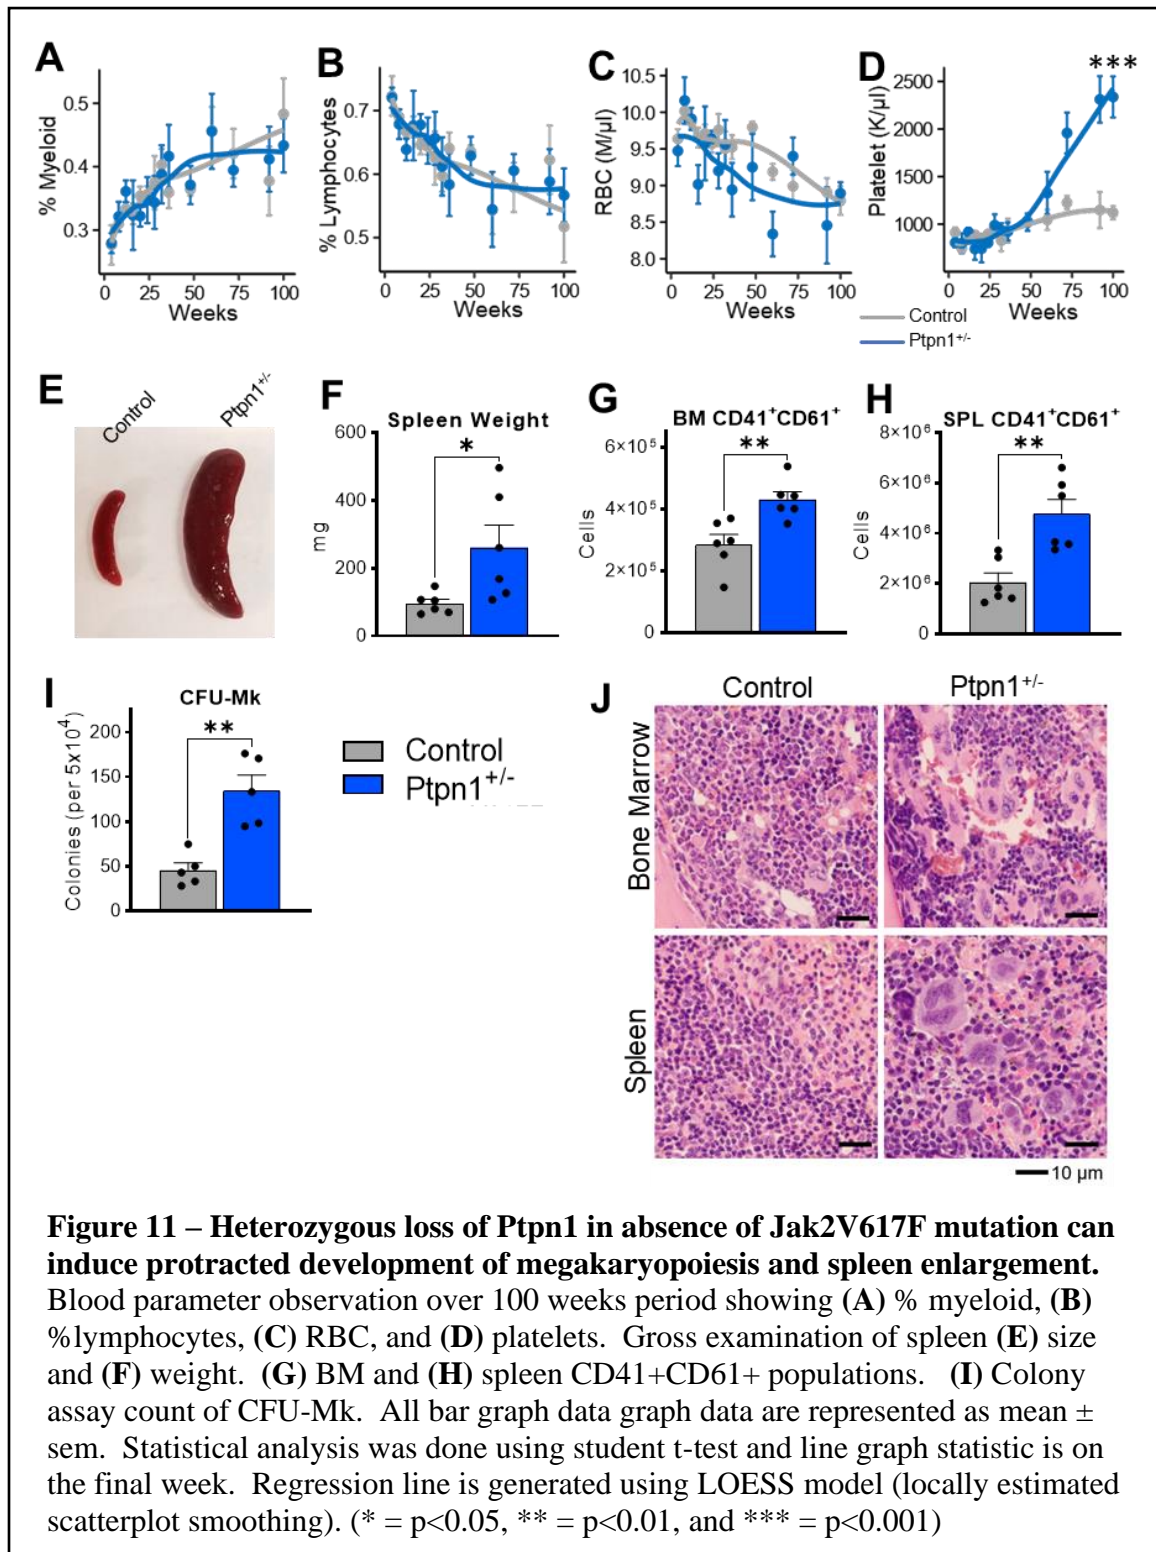 A
% Myeloid
0.5
0.4
0.3
0 25 50 75 100
Weeks
B
% Lymphocytes
0.7
0.6
0.5
0 25 50 75 100
Weeks
C
RBC (M/µl)
10.5
10.0
9.5
9.0
8.5
8.0
0 25 50 75 100
Weeks
D
Platelet (K/µl)
***
2500
2000
1500
1000
0 25 50 75 100
Weeks
Control
Ptpn1+/-
E
Control
Ptpn1+/-
F
Spleen Weight
*
mg
600
400
200
0
G
BM CD41+CD61+
**
Cells
6×10⁵
4×10⁵
2×10⁵
0
H
SPL CD41+CD61+
**
Cells
8×10⁶
6×10⁶
4×10⁶
2×10⁶
0
I
CFU-Mk
**
Colonies (per 5x10⁴)
200
150
100
50
0
Control
Ptpn1+/-
J
Control Ptpn1+/-
Bone Marrow
Spleen
10 µm
Figure 11 – Heterozygous loss of Ptpn1 in absence of Jak2V617F mutation can
induce protracted development of megakaryopoiesis and spleen enlargement.
Blood parameter observation over 100 weeks period showing (A) % myeloid, (B)
%lymphocytes, (C) RBC, and (D) platelets. Gross examination of spleen (E) size
and (F) weight. (G) BM and (H) spleen CD41+CD61+ populations. (I) Colony
assay count of CFU-Mk. All bar graph data graph data are represented as mean ±
sem. Statistical analysis was done using student t-test and line graph statistic is on
the final week. Regression line is generated using LOESS model (locally estimated
scatterplot smoothing). (* = p<0.05, ** = p<0.01, and *** = p<0.001)